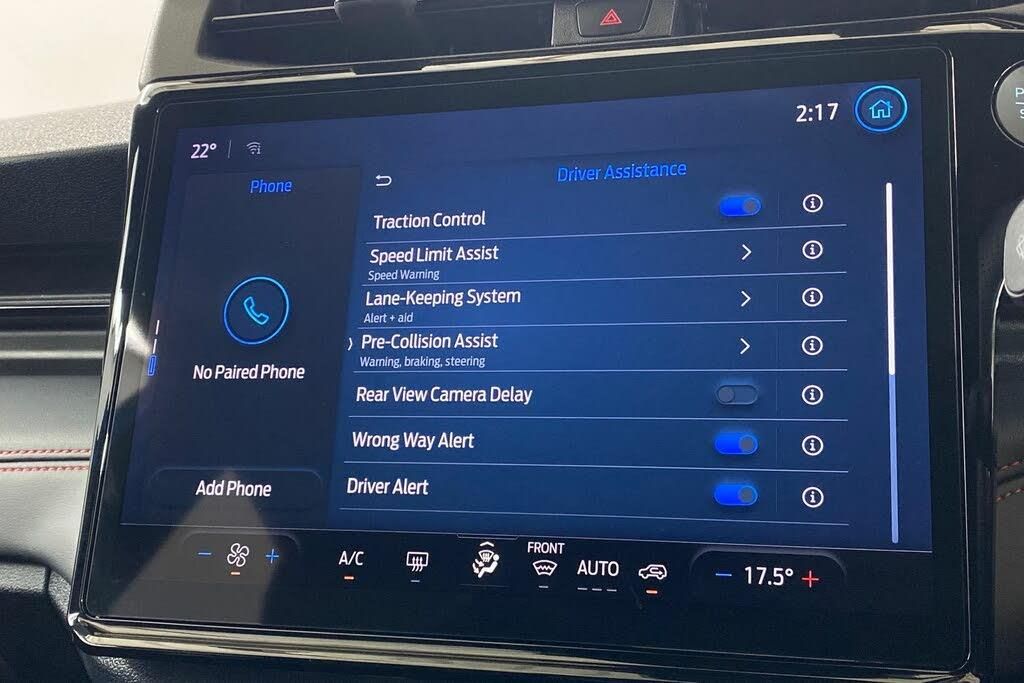 2:17
22°
Phone
Driver Assistance
Traction Control
Speed Limit Assist
Speed Warning
Lane-Keeping System
Alert + aid
Pre-Collision Assist
Warning, braking, steering
No Paired Phone
Rear View Camera Delay
Wrong Way Alert
Driver Alert
Add Phone
A/C
FRONT
AUTO
17.5°